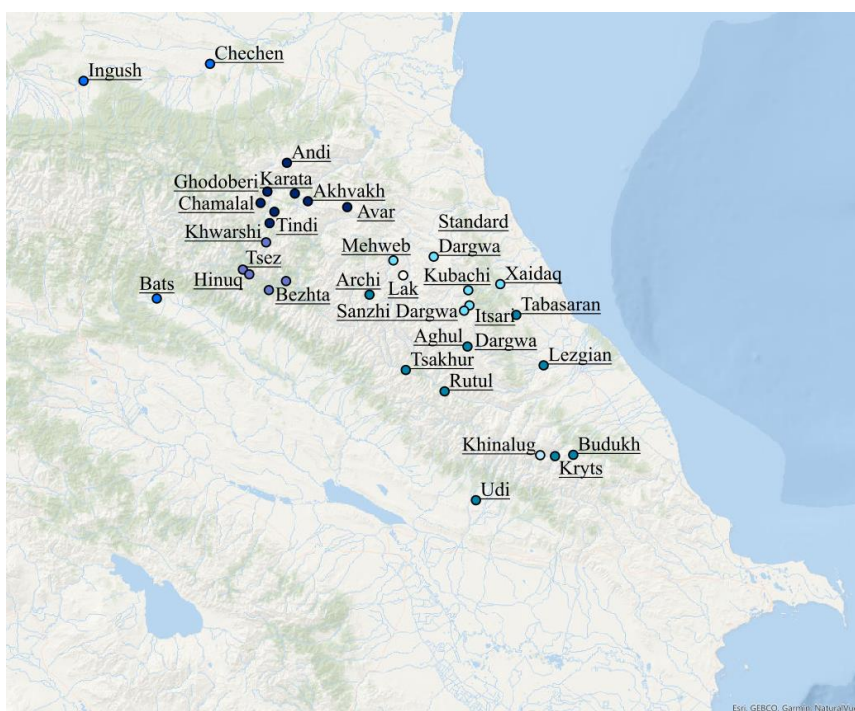 Chechen
Ingush
Andi
Ghodoberi Karata
Akhvakh
Chamalal
Avar
Tindi
Khwarshi
Standard
Mehweb
Dargwa
Tsez
Xaidaq
Kubachi
Hinuq
Bats
Archi
Lak
Bezhta
Tabasaran
Sanzhi Dargwa
Itsari
Aghul
Dargwa
Tsakhur
Lezgian
Rutul
Khinalug
Budukh
Kryts
Udi
Esri, GEBCO, Garmin, NaturalVue